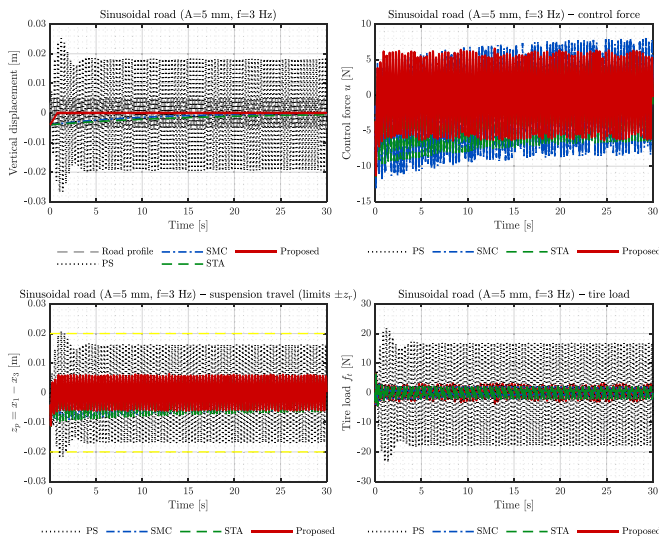 Sinusoidal road (A=5 mm, f=3 Hz)
0.03
0.02
0.01
0
-0.01
-0.02
-0.03
Vertical displacement [m]
0 5 10 15 20 25 30
Time [s]
Road profile SMC Proposed
PS STA
Sinusoidal road (A=5 mm, f=3 Hz) – control force
10
5
0
-5
-10
-15
Control force u [N]
0 5 10 15 20 25 30
Time [s]
PS SMC STA Proposed
Sinusoidal road (A=5 mm, f=3 Hz) – suspension travel (limits ±z_r)
0.03
0.02
0.01
0
-0.01
-0.02
-0.03
z_p = x_1 − x_3 [m]
0 5 10 15 20 25 30
Time [s]
PS SMC STA Proposed
Sinusoidal road (A=5 mm, f=3 Hz) – tire load
30
20
10
0
-10
-20
-30
Tire load f_t [N]
0 5 10 15 20 25 30
Time [s]
PS SMC STA Proposed